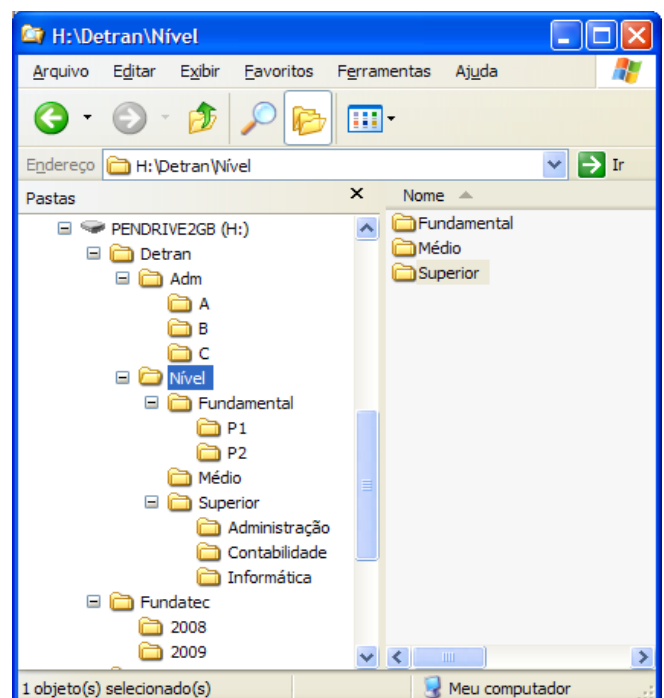 H:\Detran\Nível
Arquivo Editar Exibir Favoritos Ferramentas Ajuda
Endereço H:\Detran\Nível Ir
Pastas
PENDRIVE2GB (H:)
Detran
Adm
A
B
C
Nível
Fundamental
P1
P2
Médio
Superior
Administração
Contabilidade
Informática
Fundatec
2008
2009
Nome
Fundamental
Médio
Superior
1 objeto(s) selecionado(s) Meu computador